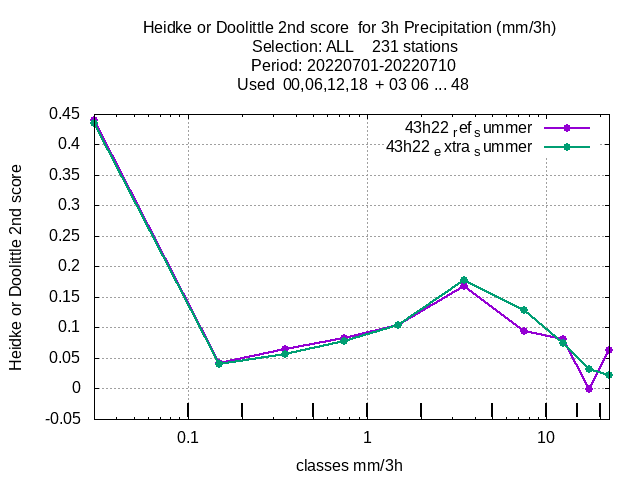 Heidke or Doolittle 2nd score  for 3h Precipitation (mm/3h)
Selection: ALL    231 stations
Period: 20220701-20220710
Used  00,06,12,18  + 03 06 ... 48
43h22 ref summer
43h22 extra summer
Heidke or Doolittle 2nd score
0.45
0.4
0.35
0.3
0.25
0.2
0.15
0.1
0.05
0
-0.05
0.1
1
10
classes mm/3h